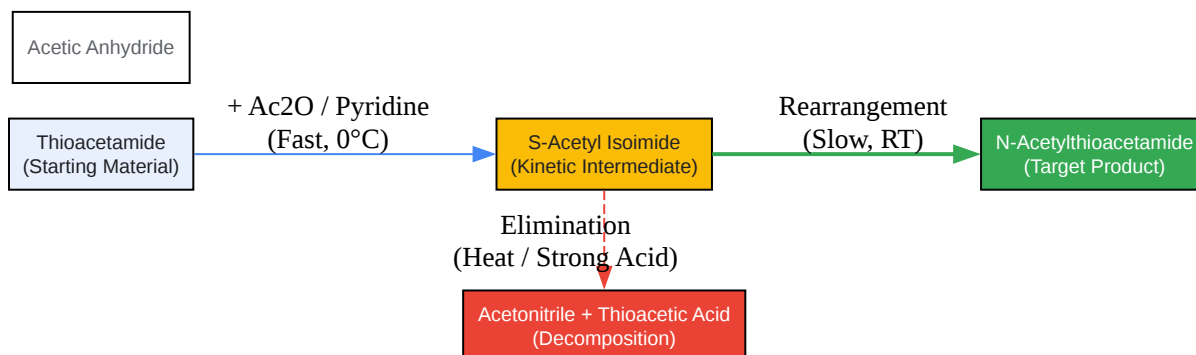 Acetic Anhydride
Thioacetamide
(Starting Material)
+ Ac2O / Pyridine
(Fast, 0°C)
S-Acetyl Isoimide
(Kinetic Intermediate)
Rearrangement
(Slow, RT)
N-Acetylthioacetamide
(Target Product)
Elimination
(Heat / Strong Acid)
Acetonitrile + Thioacetic Acid
(Decomposition)